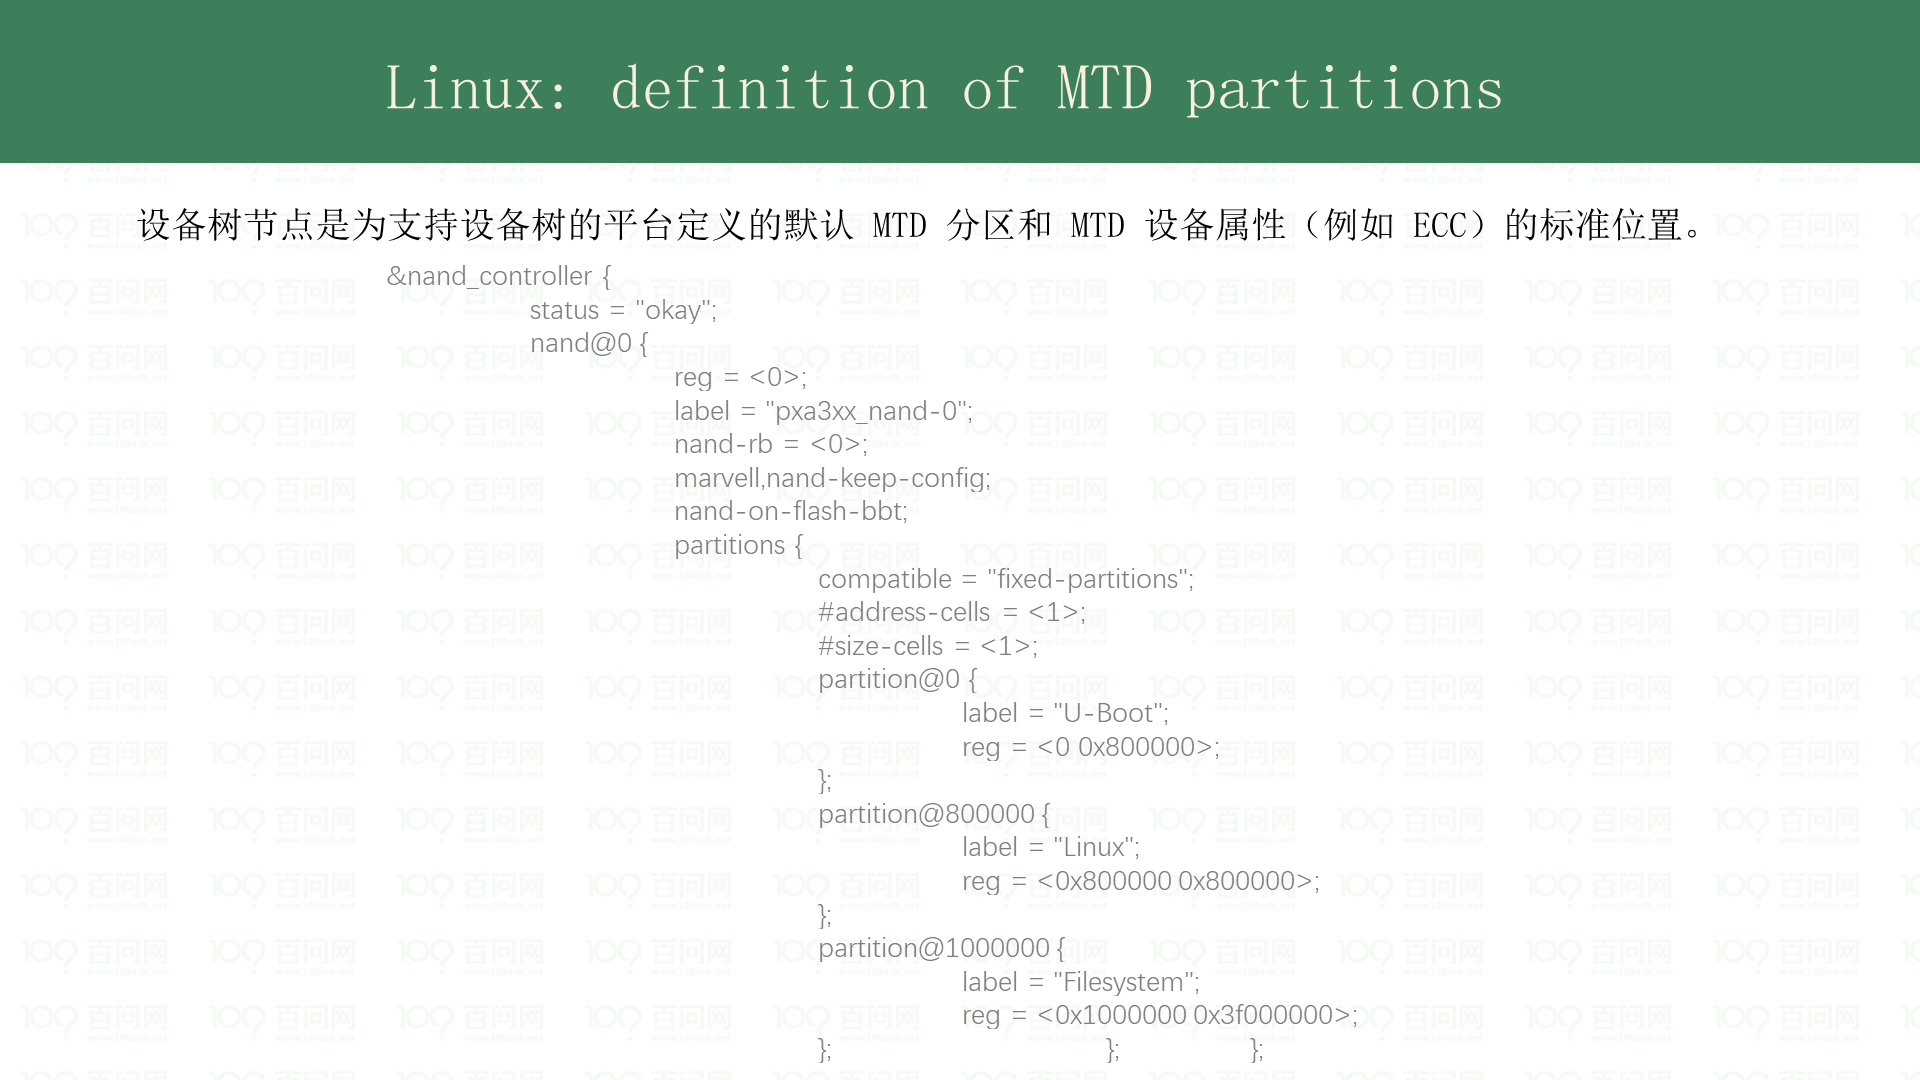 Linux: definition of MTD partitions
设备树节点是为支持设备树的平台定义的默认 MTD 分区和 MTD 设备属性（例如 ECC）的标准位置。
&nand_controller {
status = "okay";
nand@0 {
reg = <0>;
label = "pxa3xx_nand-0";
nand-rb = <0>;
marvell,nand-keep-config;
nand-on-flash-bbt;
partitions {
compatible = "fixed-partitions";
#address-cells = <1>;
#size-cells = <1>;
partition@0 {
label = "U-Boot";
reg = <0 0x800000>;
};
partition@800000 {
label = "Linux";
reg = <0x800000 0x800000>;
};
partition@1000000 {
label = "Filesystem";
reg = <0x1000000 0x3f000000>;
}; }; };